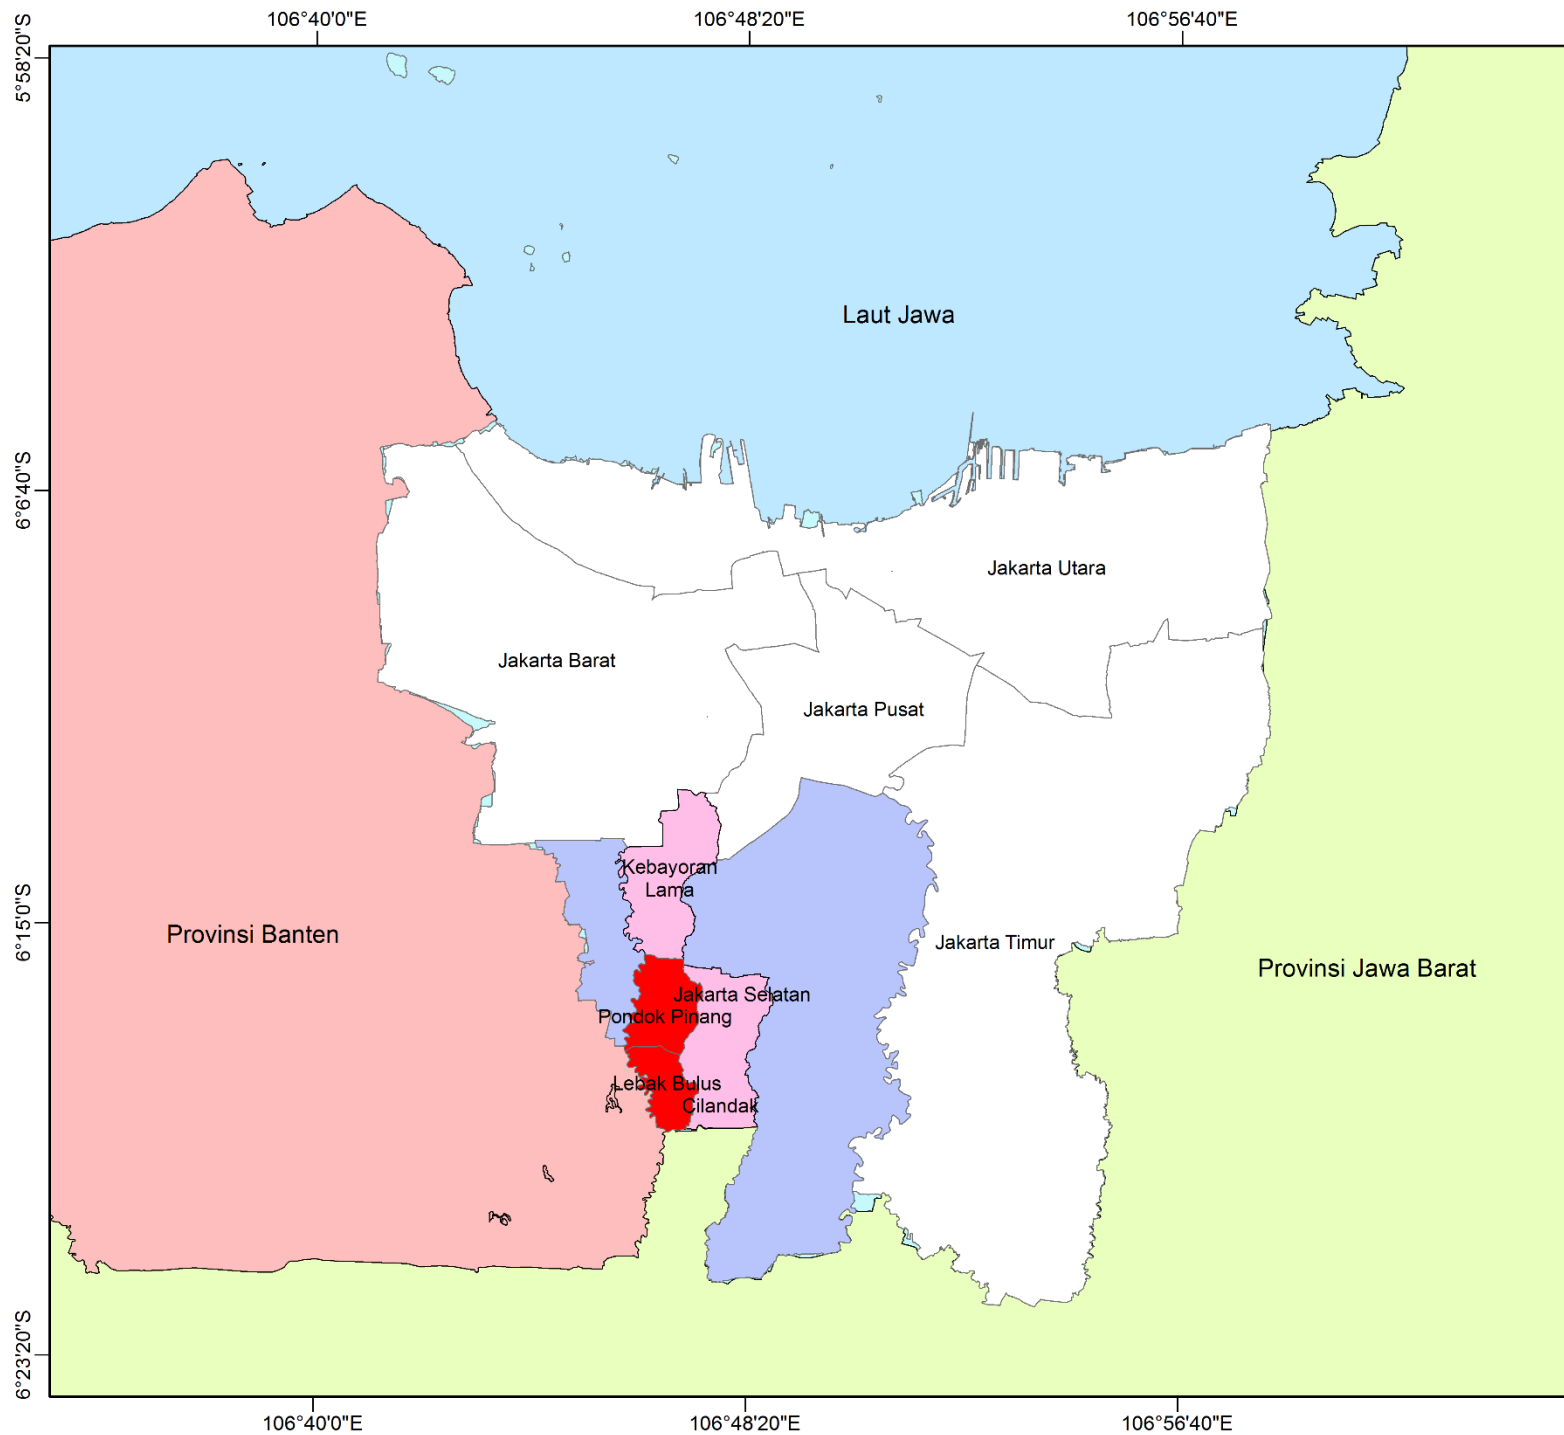 106°40'0"E
106°48'20"E
106°56'40"E
5°58'20"S
Laut Jawa
6°6'40"S
Jakarta Utara
Jakarta Barat
Jakarta Pusat
Kebayoran
Lama
6°15'0"S
Provinsi Banten
Jakarta Timur
Provinsi Jawa Barat
Jakarta Selatan
Pondok Pinang
Lebak Bulus
Cilandak
6°23'20"S
106°40'0"E
106°48'20"E
106°56'40"E